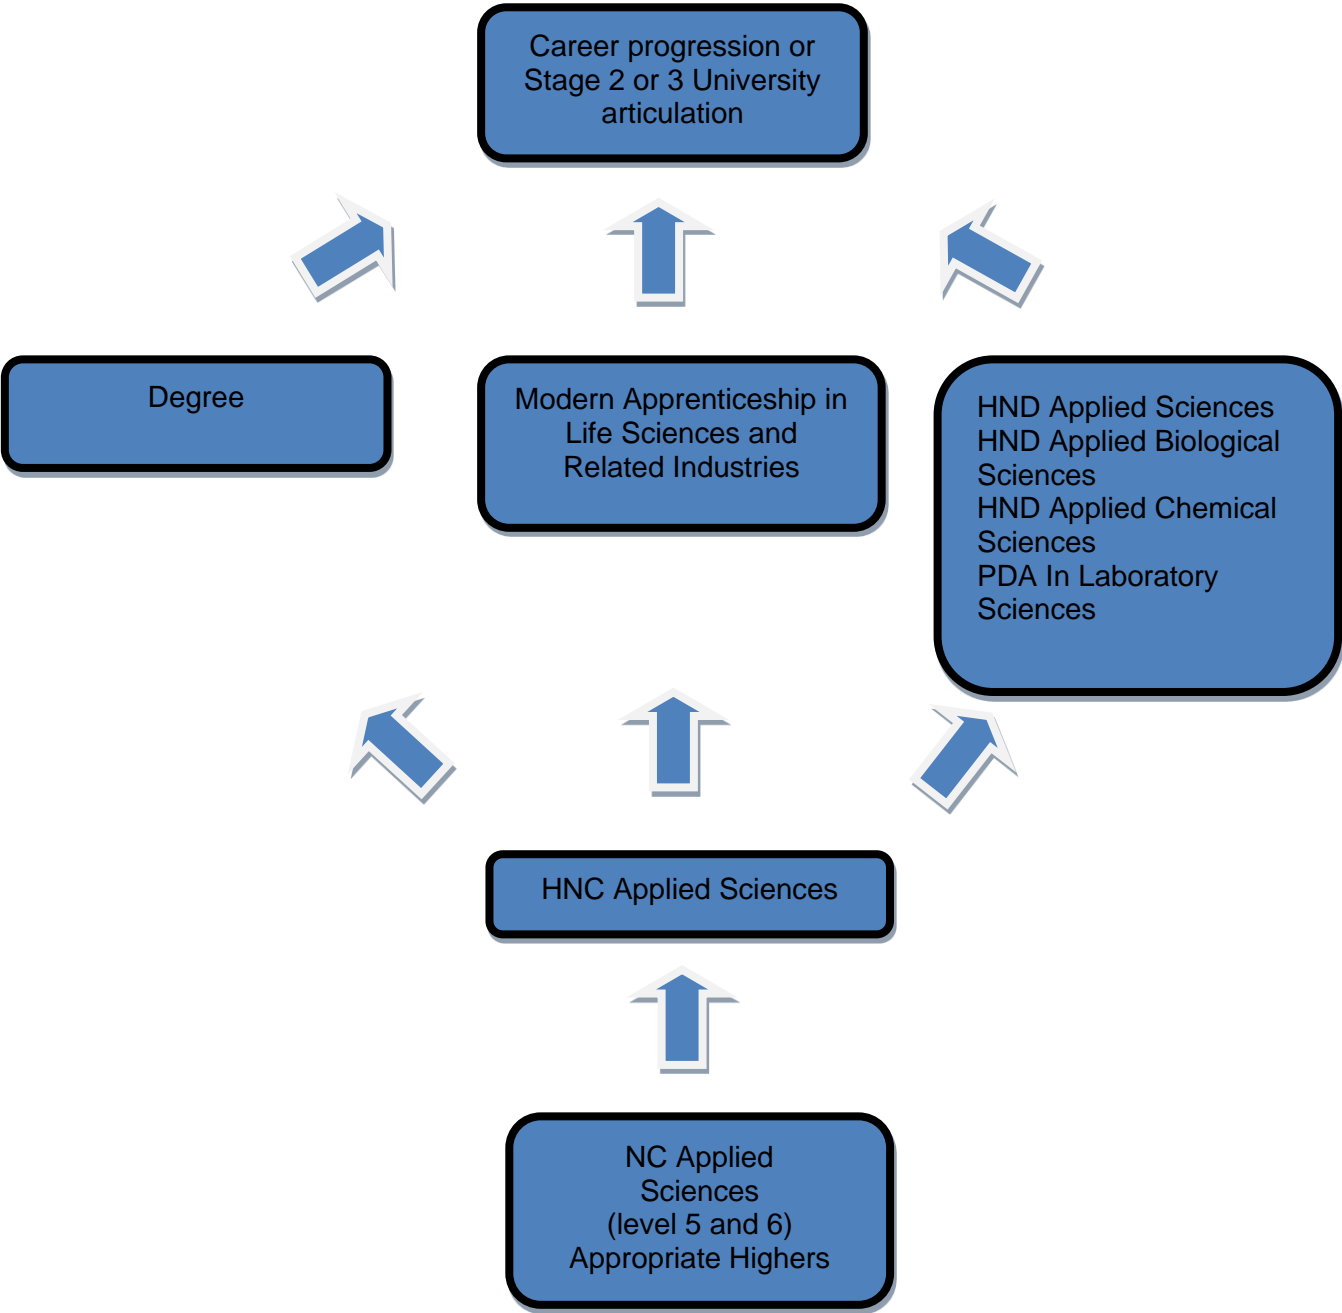 Career progression or
Stage 2 or 3 University
articulation
Degree
Modern Apprenticeship in
Life Sciences and
Related Industries
HND Applied Sciences
HND Applied Biological
Sciences
HND Applied Chemical
Sciences
PDA In Laboratory
Sciences
HNC Applied Sciences
NC Applied
Sciences
(level 5 and 6)
Appropriate Highers